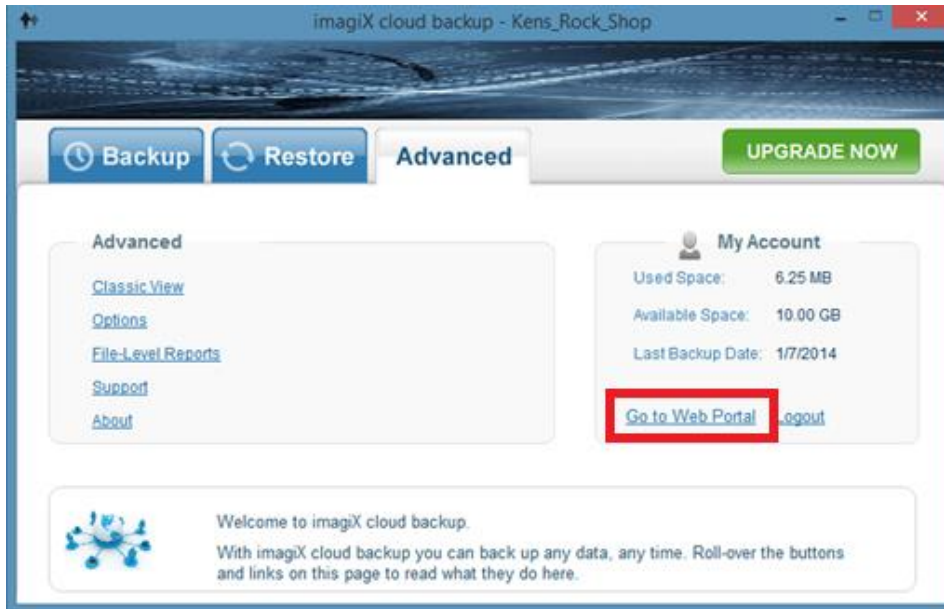 imagiX cloud backup - Kens_Rock_Shop
Backup
Restore
Advanced
UPGRADE NOW
Advanced
Classic View
Options
File-Level Reports
Support
About
My Account
Used Space: 6.25 MB
Available Space: 10.00 GB
Last Backup Date: 1/7/2014
Go to Web Portal
Welcome to imagiX cloud backup.
With imagiX cloud backup you can back up any data, any time. Roll-over the buttons
and links on this page to read what they do here.